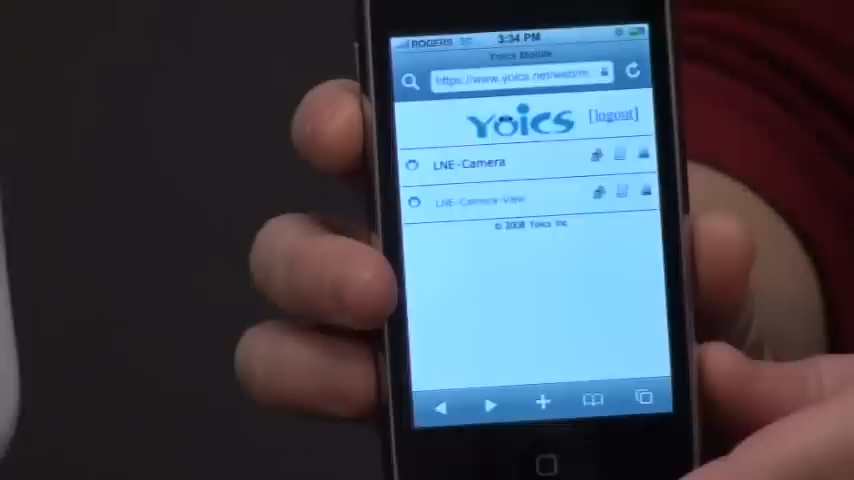 ROGERS 3G 3:34 PM
Yoics Mobile
https://www.yoics.net/web/m
Yoics [logout]
LNE-Camera
LNE-Camera-View
© 2008 Yoics Inc